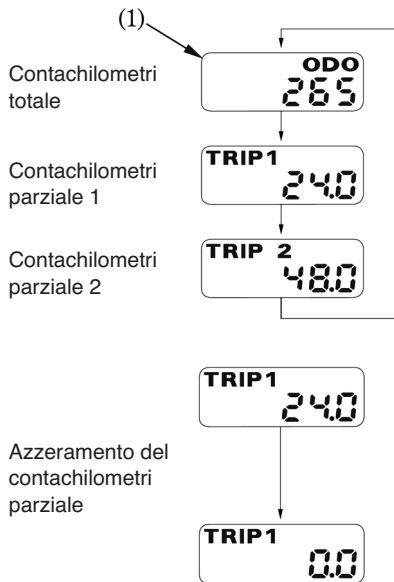 (1)
Contachilometri
totale
ODO
265
Contachilometri
parziale 1
TRIP1
24.0
Contachilometri
parziale 2
TRIP 2
48.0
TRIP1
24.0
Azzeramento del
contachilometri
parziale
TRIP1
0.0